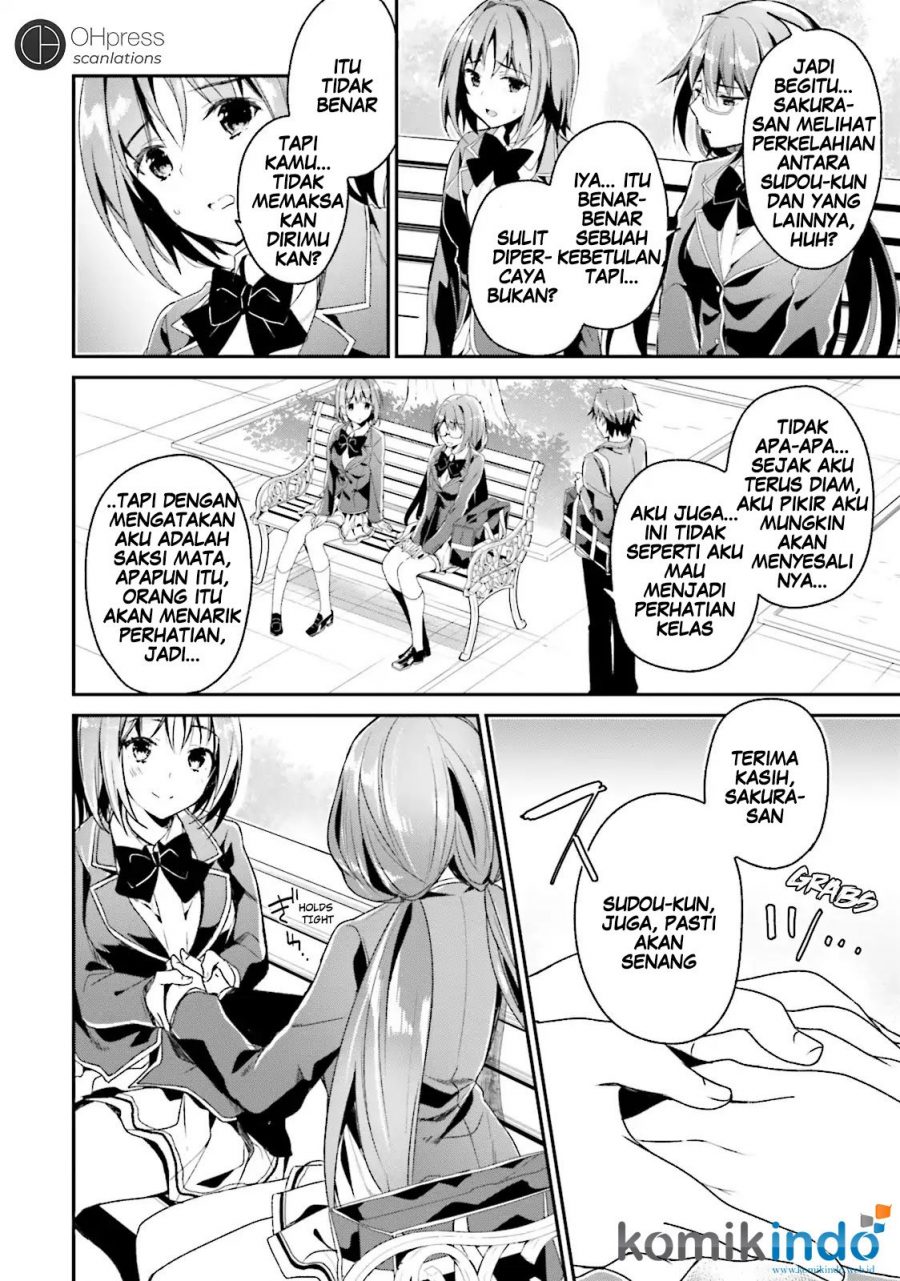 OHpress
scanlations
JADI
BEGITU...
SAKURA-
SAN MELIHAT
PERKELAHIAN
ANTARA
SUDOU-KUN
DAN YANG
LAINNYA,
HUH?
IYA... ITU
BENAR-
BENAR
SEBUAH
KEBETULAN,
TAPI...
SULIT
DIPER-
CAYA
BUKAN?
ITU
TIDAK
BENAR
TAPI
KAMU...
TIDAK
MEMAKSA
KAN
DIRIMU
KAN?
TIDAK
APA-APA...
SEJAK AKU
TERUS DIAM,
AKU PIKIR AKU
MUNGKIN
AKAN
MENYESALI
NYA...
AKU JUGA...
INI TIDAK
SEPERTI AKU
MAU
MENJADI
PERHATIAN
KELAS
..TAPI DENGAN
MENGATAKAN
AKU ADALAH
SAKSI MATA,
APAPUN ITU,
ORANG ITU
AKAN MENARIK
PERHATIAN,
JADI...
TERIMA
KASIH,
SAKURA-
SAN
GRABS
SUDOU-KUN,
JUGA, PASTI
AKAN
SENANG
HOLDS
TIGHT
komikindo
www.komikindo.web.id